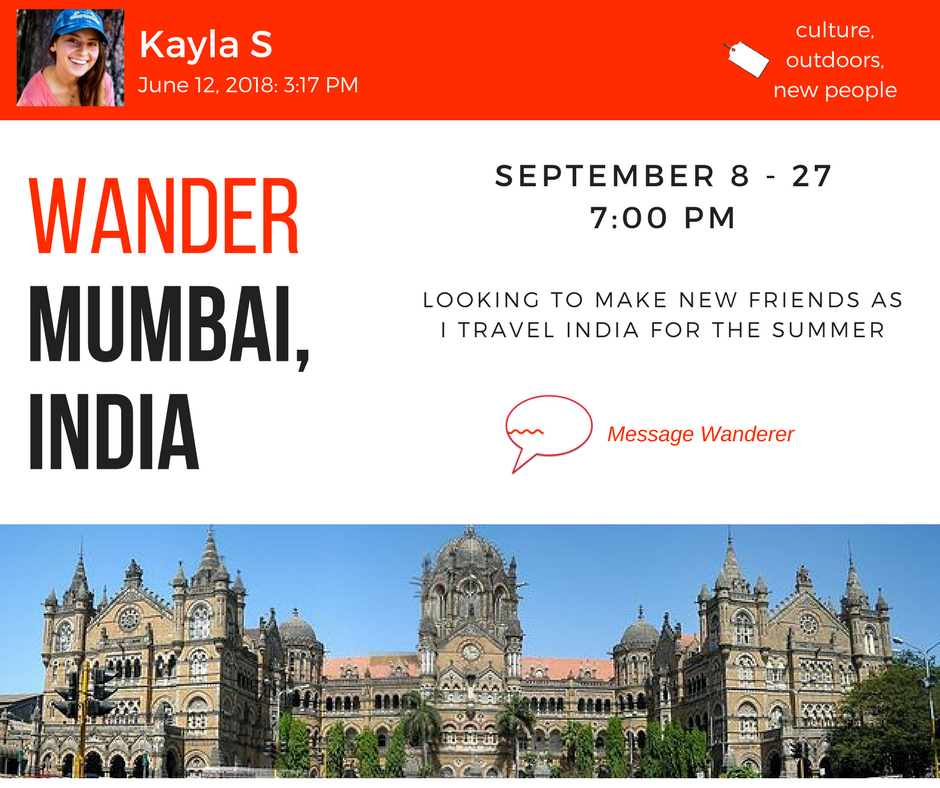 Kayla S
June 12, 2018: 3:17 PM
culture,
outdoors,
new people
WANDER
MUMBAI,
INDIA
SEPTEMBER 8 - 27
7:00 PM
LOOKING TO MAKE NEW FRIENDS AS
I TRAVEL INDIA FOR THE SUMMER
Message Wanderer